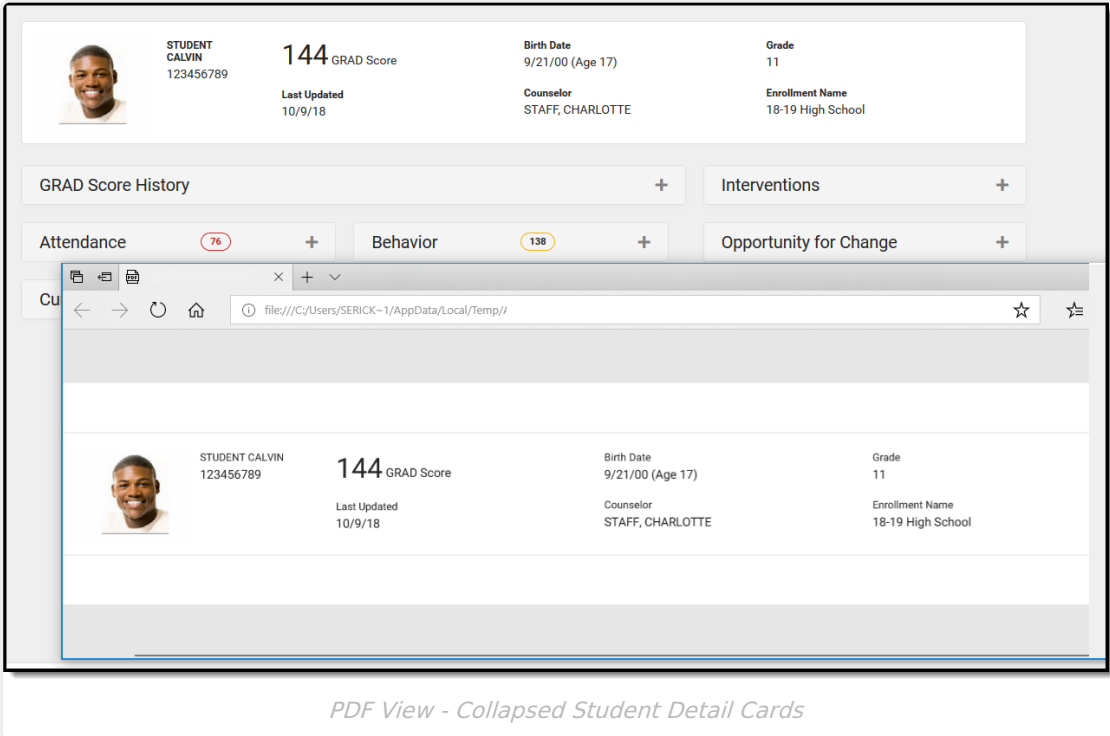 STUDENT
CALVIN
123456789
144 GRAD Score
Last Updated
10/9/18
Birth Date
9/21/00 (Age 17)
Counselor
STAFF, CHARLOTTE
Grade
11
Enrollment Name
18-19 High School
GRAD Score History +
Interventions +
Attendance 76 +
Behavior 138 +
Opportunity for Change +
Cu
PDF
file:///C:/Users/SERICK~1/AppData/Local/Temp/
STUDENT CALVIN
123456789
144 GRAD Score
Last Updated
10/9/18
Birth Date
9/21/00 (Age 17)
Counselor
STAFF, CHARLOTTE
Grade
11
Enrollment Name
18-19 High School
PDF View - Collapsed Student Detail Cards